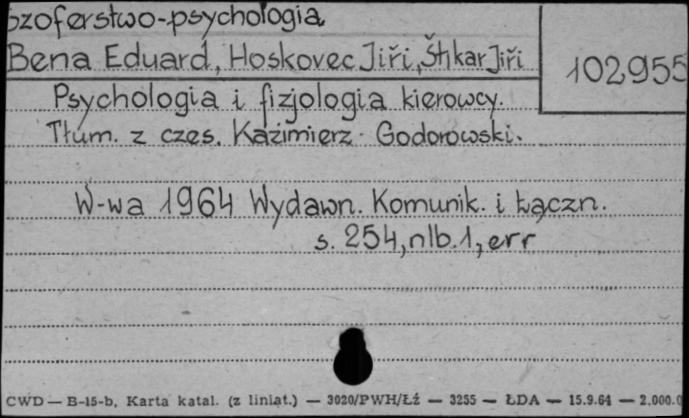 szoferstwo-psychologia
Bena Eduard, Hoskovec Jiři, Štikar Jiři
102955
Psychologia i fizjologia kierowcy.
Tłum. z czes. Kazimierz Godorowski.
W-wa 1964 Wydawn. Komunik. i Łączn.
s. 254, nlb. 1, err
CWD — B-15-b, Karta katal. (z liniat.) — 3020/PWH/Łź — 3255 — ŁDA — 15.9.64 — 2.000.0